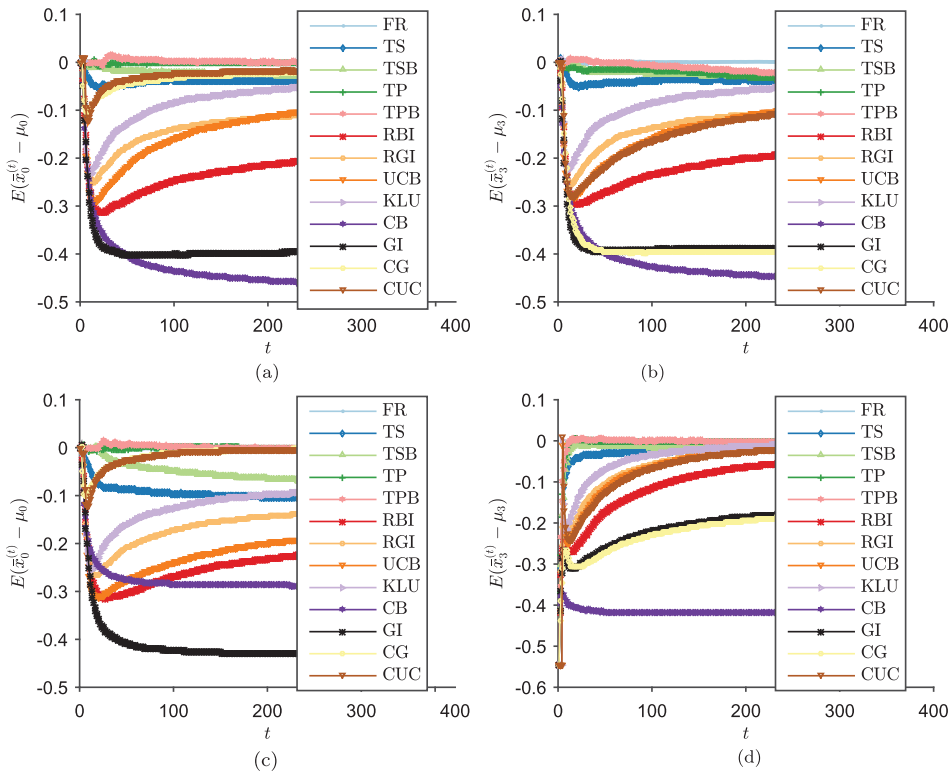 0.1
0
-0.1
-0.2
-0.3
-0.4
-0.5
E(x̄₀⁽ᵗ⁾ − μ₀)
0 100 200 300 400
t
(a)
FR
TS
TSB
TP
TPB
RBI
RGI
UCB
KLU
CB
GI
CG
CUC
0.1
0
-0.1
-0.2
-0.3
-0.4
-0.5
E(x̄₃⁽ᵗ⁾ − μ₃)
0 100 200 300 400
t
(b)
FR
TS
TSB
TP
TPB
RBI
RGI
UCB
KLU
CB
GI
CG
CUC
0.1
0
-0.1
-0.2
-0.3
-0.4
-0.5
E(x̄₀⁽ᵗ⁾ − μ₀)
0 100 200 300 400
t
(c)
FR
TS
TSB
TP
TPB
RBI
RGI
UCB
KLU
CB
GI
CG
CUC
0.1
0
-0.1
-0.2
-0.3
-0.4
-0.5
-0.6
E(x̄₃⁽ᵗ⁾ − μ₃)
0 100 200 300 400
t
(d)
FR
TS
TSB
TP
TPB
RBI
RGI
UCB
KLU
CB
GI
CG
CUC